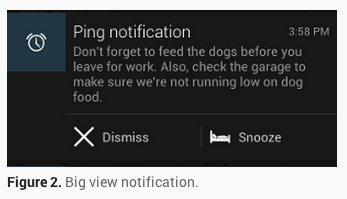 Ping notification 3:58 PM
Don't forget to feed the dogs before you
leave for work. Also, check the garage to
make sure we're not running low on dog
food.
Dismiss Snooze
Figure 2. Big view notification.